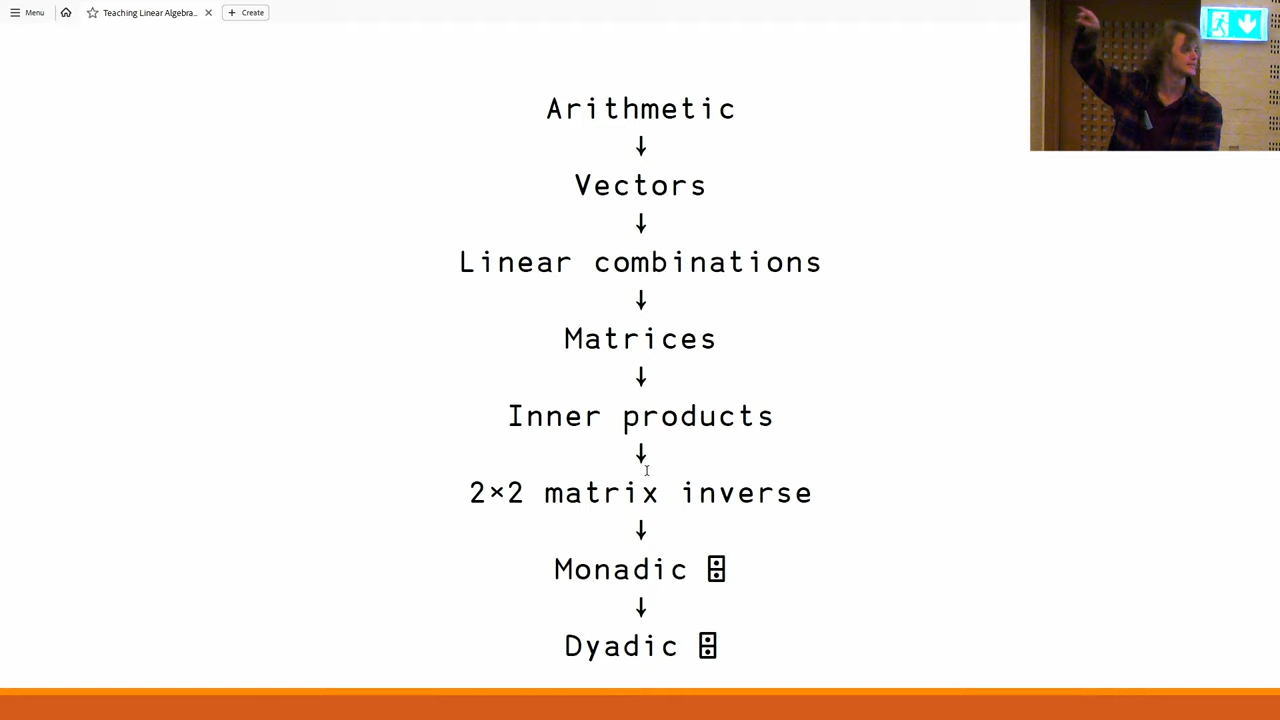 Menu
Teaching Linear Algebra...
Create
Arithmetic
↓
Vectors
↓
Linear combinations
↓
Matrices
↓
Inner products
↓
2×2 matrix inverse
↓
Monadic ⌹
↓
Dyadic ⌹